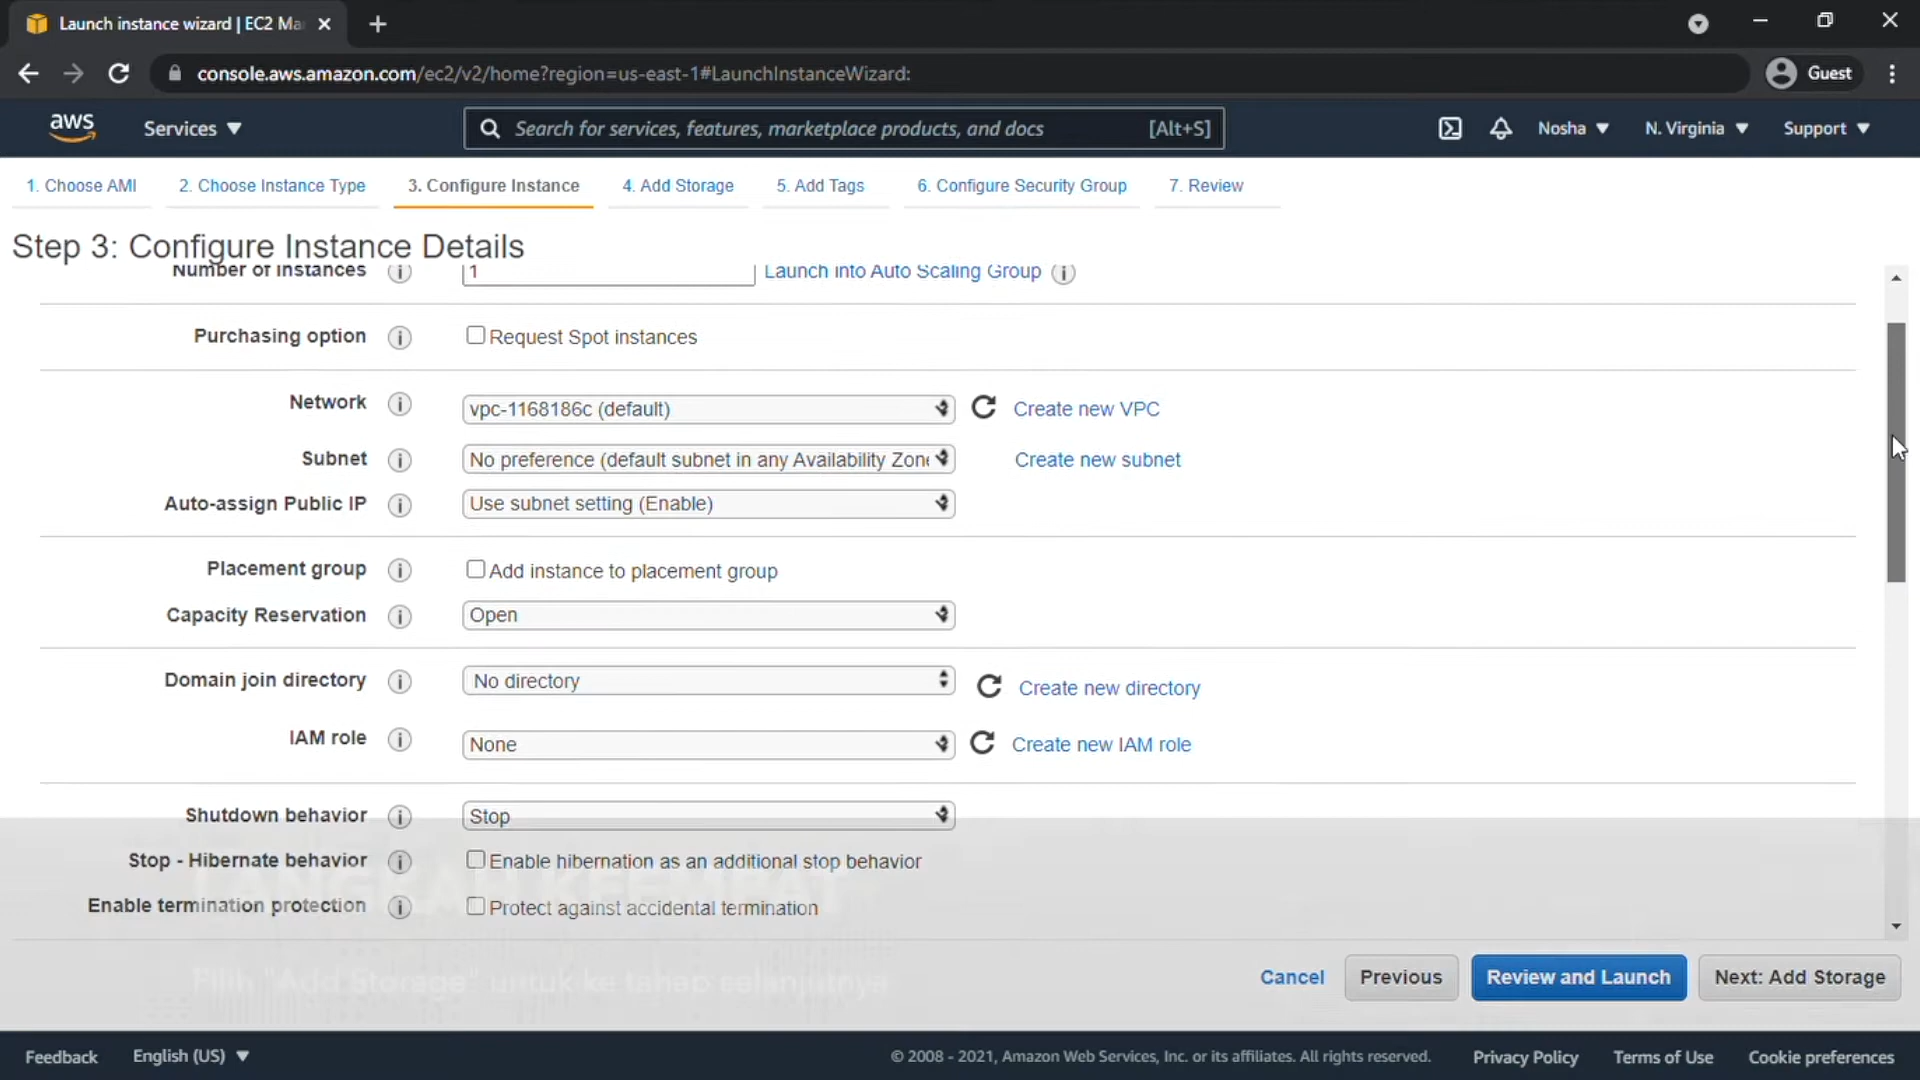 Launch instance wizard | EC2 Ma
console.aws.amazon.com/ec2/v2/home?region=us-east-1#LaunchInstanceWizard:
Guest
aws
Services
Search for services, features, marketplace products, and docs
[Alt+S]
Nosha
N. Virginia
Support
1. Choose AMI
2. Choose Instance Type
3. Configure Instance
4. Add Storage
5. Add Tags
6. Configure Security Group
7. Review
Step 3: Configure Instance Details
Number of instances
1
Launch into Auto Scaling Group
Purchasing option
Request Spot instances
Network
vpc-1168186c (default)
Create new VPC
Subnet
No preference (default subnet in any Availability Zone
Create new subnet
Auto-assign Public IP
Use subnet setting (Enable)
Placement group
Add instance to placement group
Capacity Reservation
Open
Domain join directory
No directory
Create new directory
IAM role
None
Create new IAM role
Shutdown behavior
Stop
Stop - Hibernate behavior
Enable hibernation as an additional stop behavior
LANGKAH KEEMPAT
Enable termination protection
Protect against accidental termination
Pilih "Add Storage" untuk ke tahap selanjutnya
Cancel
Previous
Review and Launch
Next: Add Storage
Feedback
English (US)
© 2008 - 2021, Amazon Web Services, Inc. or its affiliates. All rights reserved.
Privacy Policy
Terms of Use
Cookie preferences